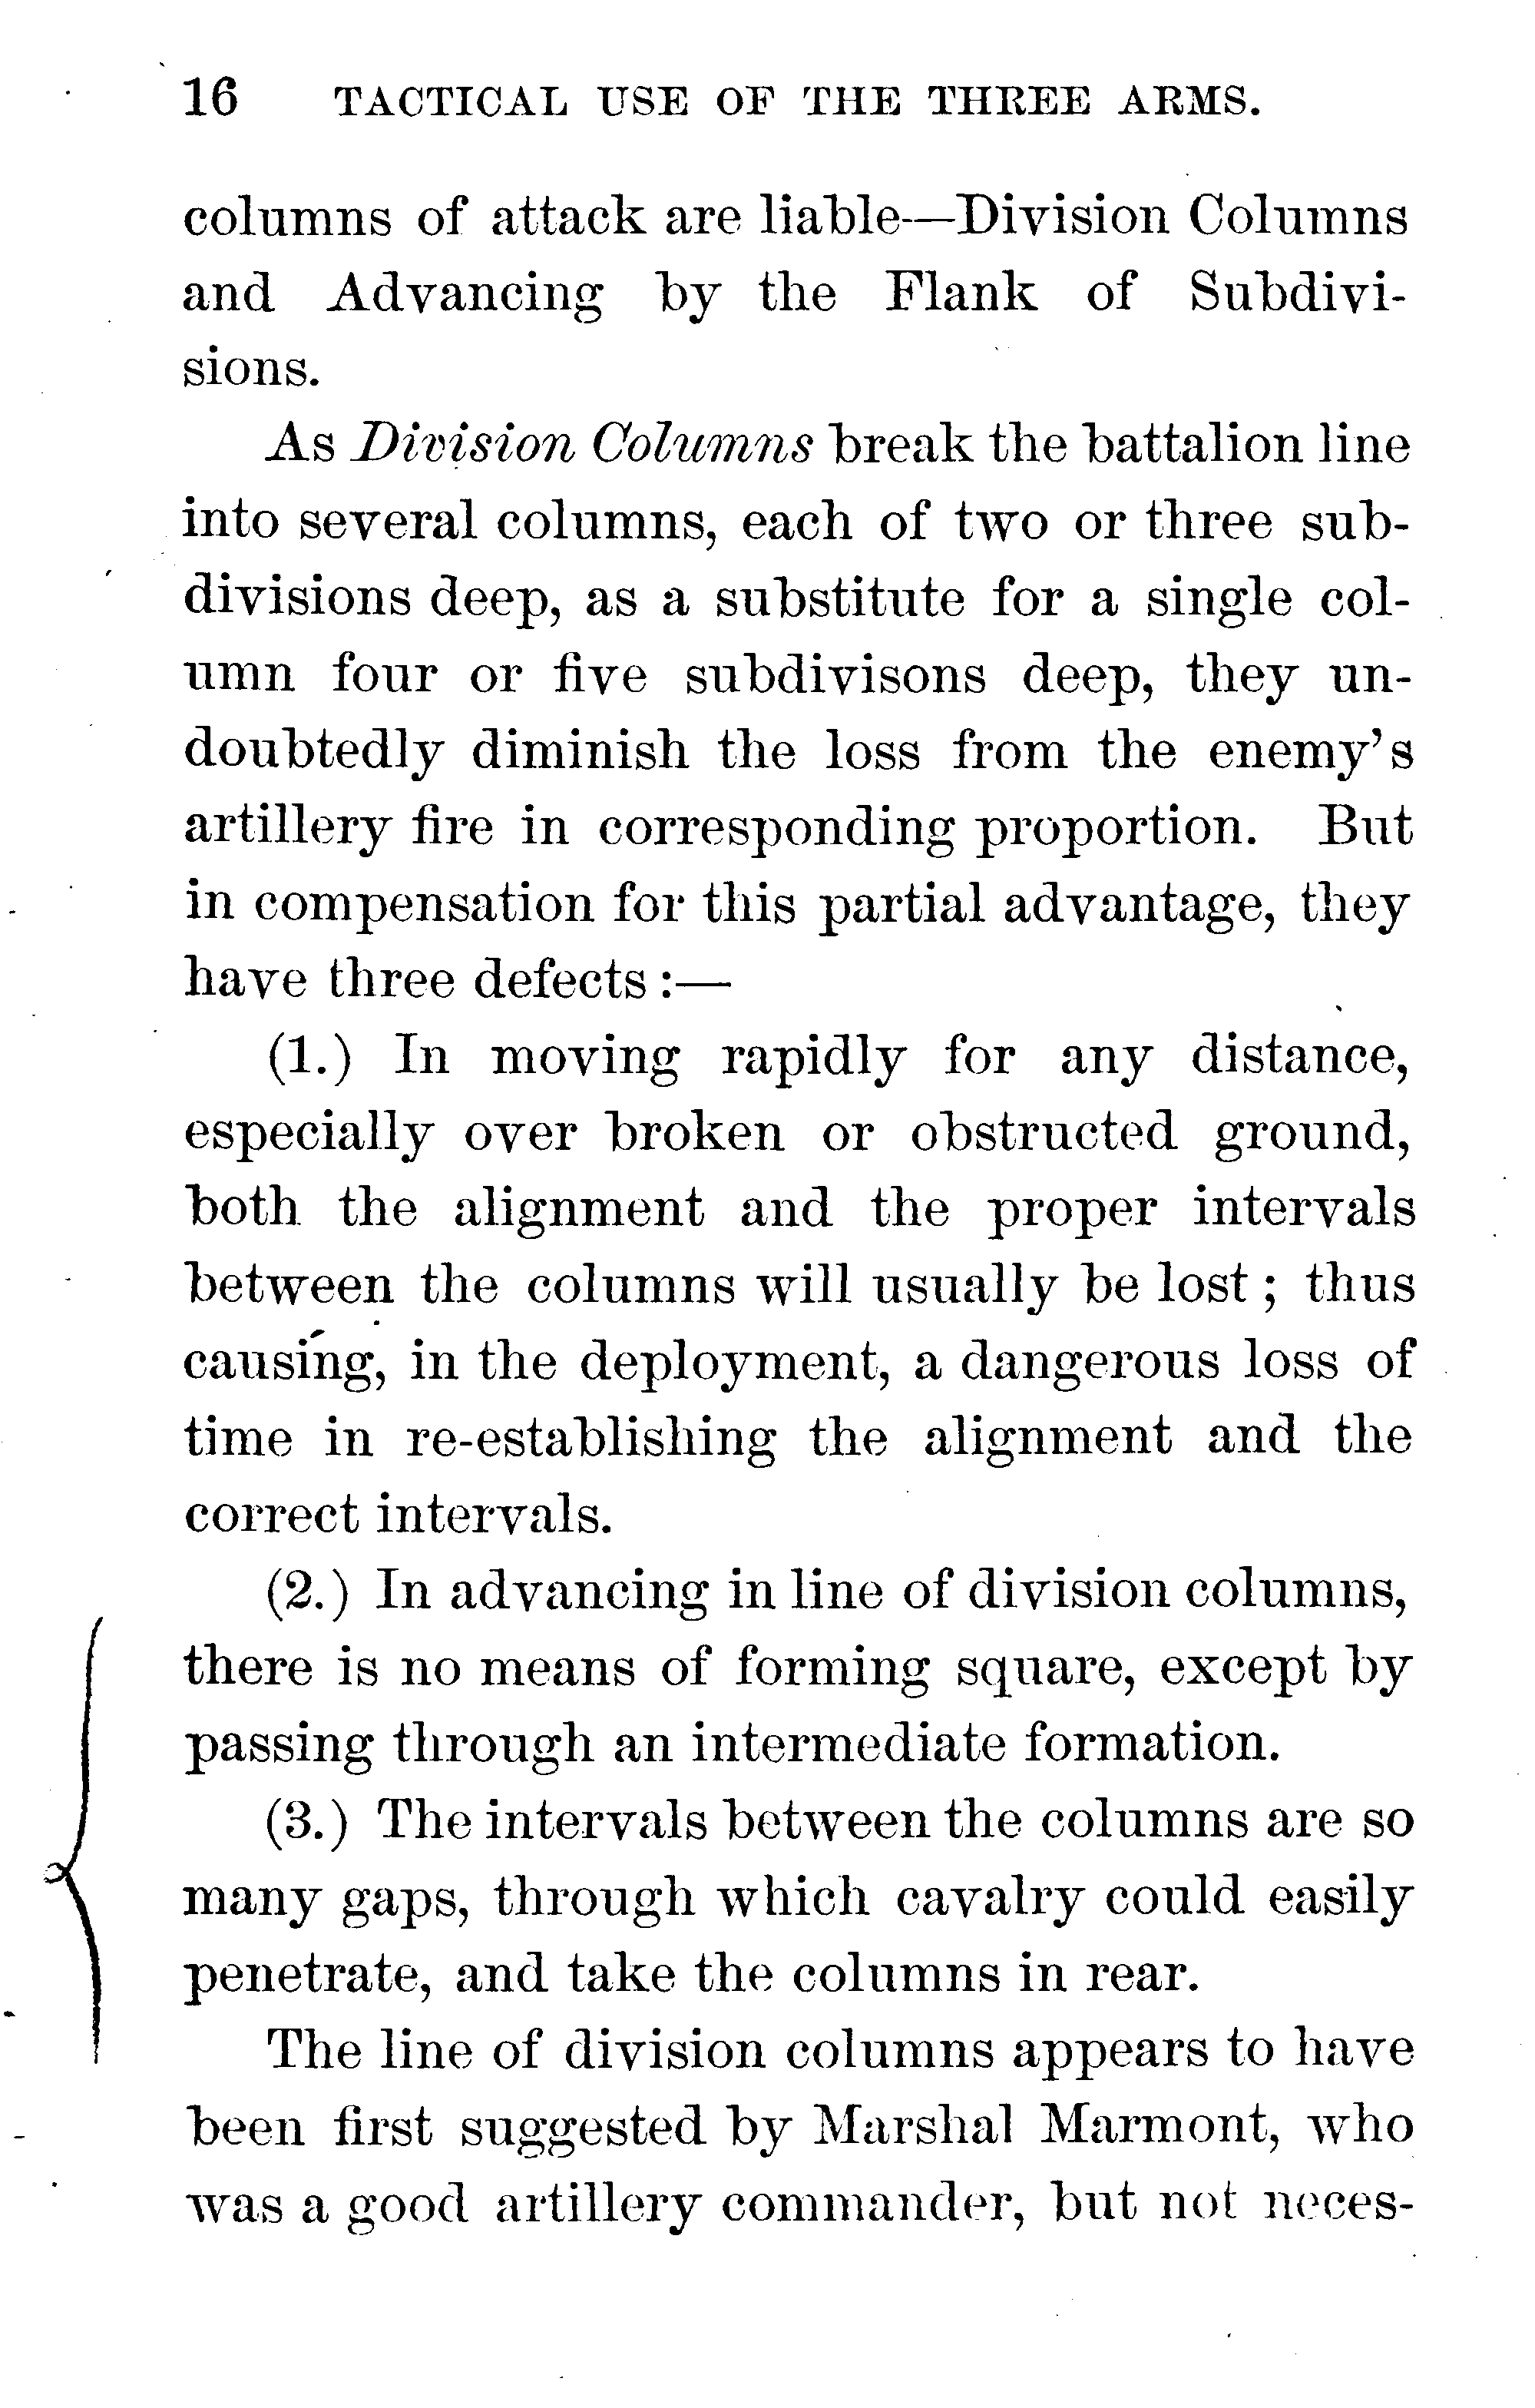 16 TACTICAL USE OF THE THREE ARMS.
columns of attack are liable—Division Columns
and Advancing by the Flank of Subdivi-
sions.
As Division Columns break the battalion line
into several columns, each of two or three sub-
divisions deep, as a substitute for a single col-
umn four or five subdivisons deep, they un-
doubtedly diminish the loss from the enemy's
artillery fire in corresponding proportion. But
in compensation for this partial advantage, they
have three defects :—
(1.) In moving rapidly for any distance,
especially over broken or obstructed ground,
both the alignment and the proper intervals
between the columns will usually be lost ; thus
causing, in the deployment, a dangerous loss of
time in re-establishing the alignment and the
correct intervals.
(2.) In advancing in line of division columns,
there is no means of forming square, except by
passing through an intermediate formation.
(3.) The intervals between the columns are so
many gaps, through which cavalry could easily
penetrate, and take the columns in rear.
The line of division columns appears to have
been first suggested by Marshal Marmont, who
was a good artillery commander, but not neces-